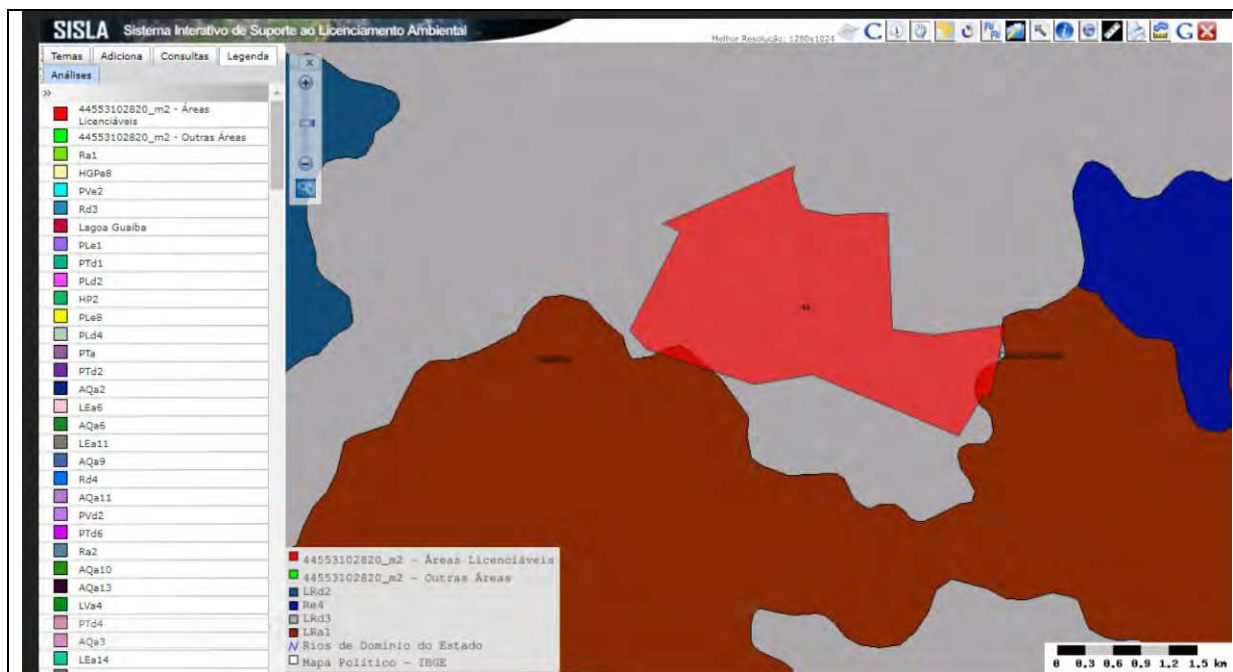 SISLA Sistema Interativo de Suporte ao Licenciamento Ambiental
Melhor Resolução: 1280x1024
Temas Adiciona Consultas Legenda
Análises
»
44553102820_m2 - Áreas
Licenciáveis
44553102820_m2 - Outras Áreas
Ra1
HGPe8
PVe2
Rd3
Lagoa Guaiba
PLe1
PTd1
PLd2
HP2
PLe8
PLd4
PTa
PTd2
AQa2
LEa6
AQa6
LEa11
AQa9
Rd4
AQa11
PVd2
PTd6
Ra2
AQa10
AQa13
LVa4
PTd4
AQa3
LEa14
44553102820_m2 - Áreas Licenciáveis
44553102820_m2 - Outras Áreas
LRd2
Re4
LRd3
LRa1
Rios de Dominio do Estado
Mapa Político - IBGE
0 0.3 0.6 0.9 1.2 1.5 km